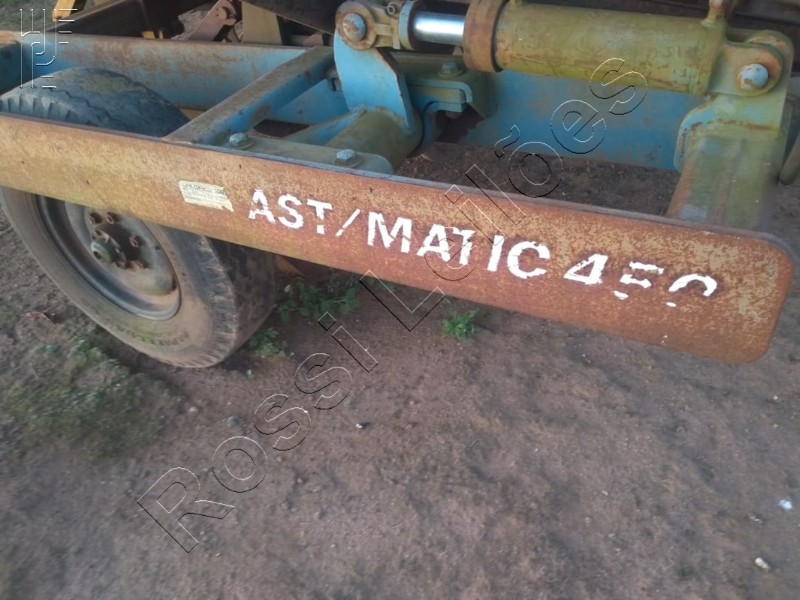 AST/MATIC 450
Rossi Leilões